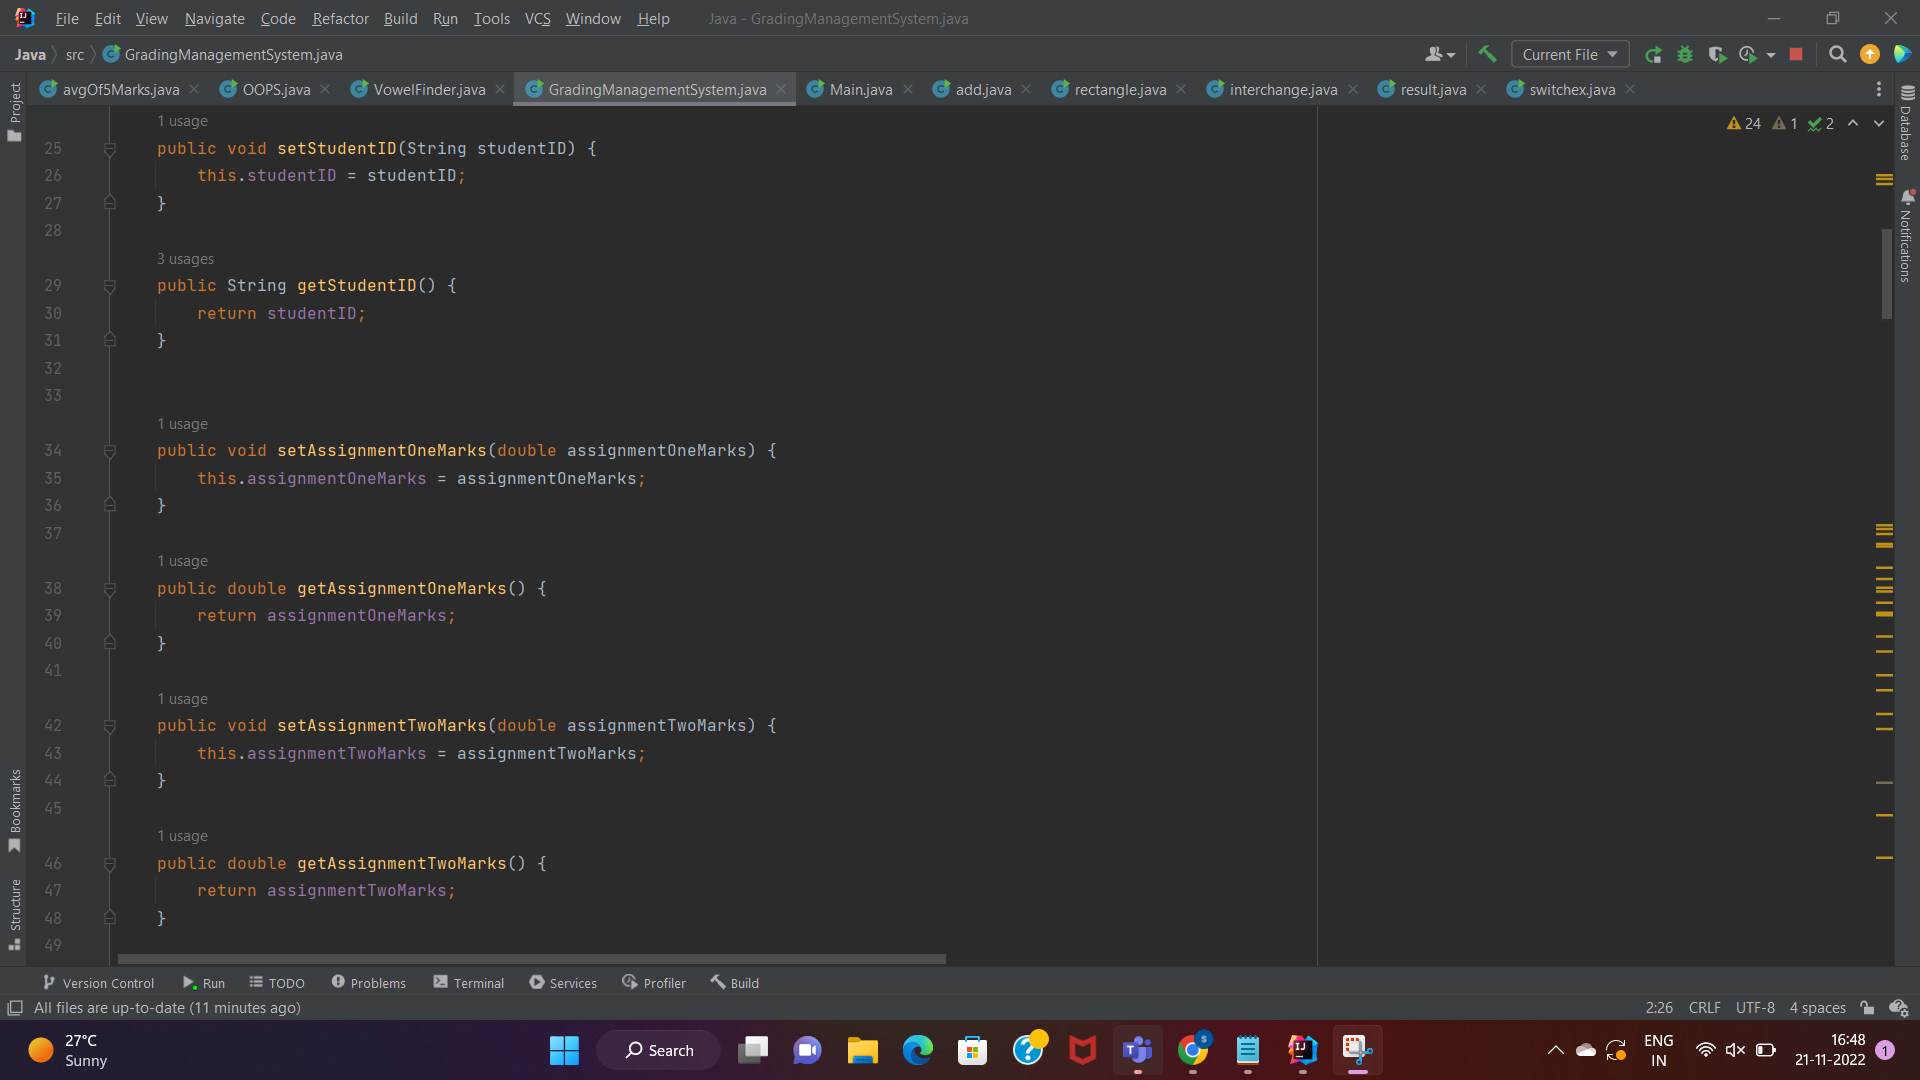 File Edit View Navigate Code Refactor Build Run Tools VCS Window Help Java - GradingManagementSystem.java
Java src GradingManagementSystem.java Current File
avgOf5Marks.java OOPS.java VowelFinder.java GradingManagementSystem.java Main.java add.java rectangle.java interchange.java result.java switchex.java
Project
Database
Notifications
Bookmarks
Structure
24 1 2
1 usage
25 public void setStudentID(String studentID) {
26 this.studentID = studentID;
27 }
28
3 usages
29 public String getStudentID() {
30 return studentID;
31 }
32
33
1 usage
34 public void setAssignmentOneMarks(double assignmentOneMarks) {
35 this.assignmentOneMarks = assignmentOneMarks;
36 }
37
1 usage
38 public double getAssignmentOneMarks() {
39 return assignmentOneMarks;
40 }
41
1 usage
42 public void setAssignmentTwoMarks(double assignmentTwoMarks) {
43 this.assignmentTwoMarks = assignmentTwoMarks;
44 }
45
1 usage
46 public double getAssignmentTwoMarks() {
47 return assignmentTwoMarks;
48 }
49
Version Control Run TODO Problems Terminal Services Profiler Build
All files are up-to-date (11 minutes ago) 2:26 CRLF UTF-8 4 spaces
27°C
Sunny
Search
ENG
IN
16:48
21-11-2022
1